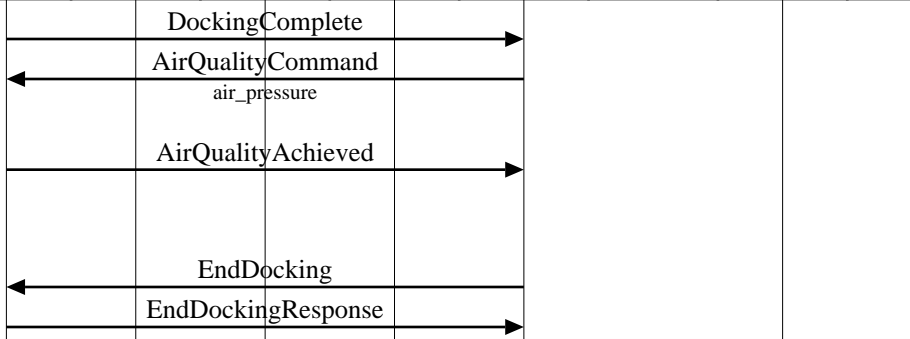 DockingComplete
AirQualityCommand
air_pressure
AirQualityAchieved
EndDocking
EndDockingResponse